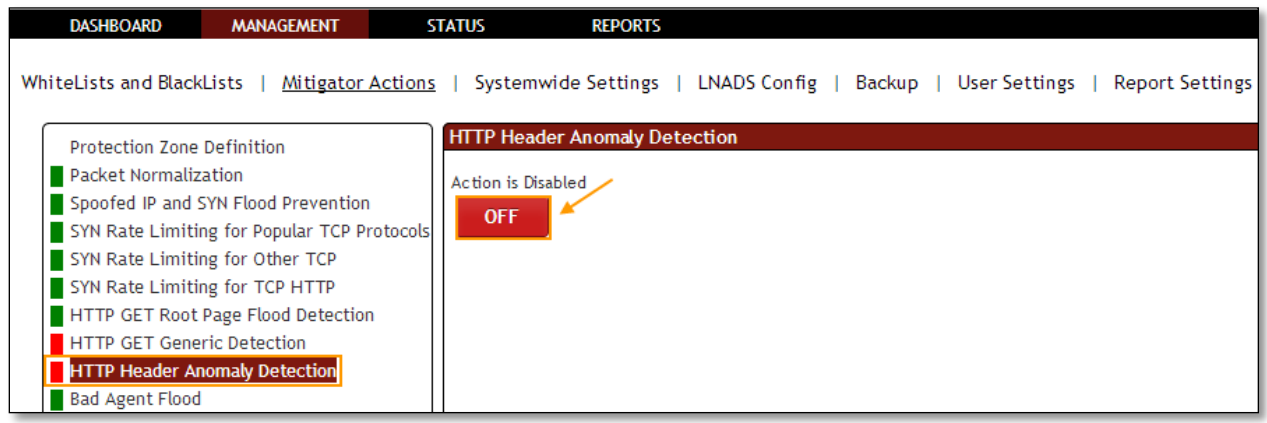 DASHBOARD MANAGEMENT STATUS REPORTS
WhiteLists and BlackLists | Mitigator Actions | Systemwide Settings | LNADS Config | Backup | User Settings | Report Settings
Protection Zone Definition
Packet Normalization
Spoofed IP and SYN Flood Prevention
SYN Rate Limiting for Popular TCP Protocols
SYN Rate Limiting for Other TCP
SYN Rate Limiting for TCP HTTP
HTTP GET Root Page Flood Detection
HTTP GET Generic Detection
HTTP Header Anomaly Detection
Bad Agent Flood
HTTP Header Anomaly Detection
Action is Disabled
OFF